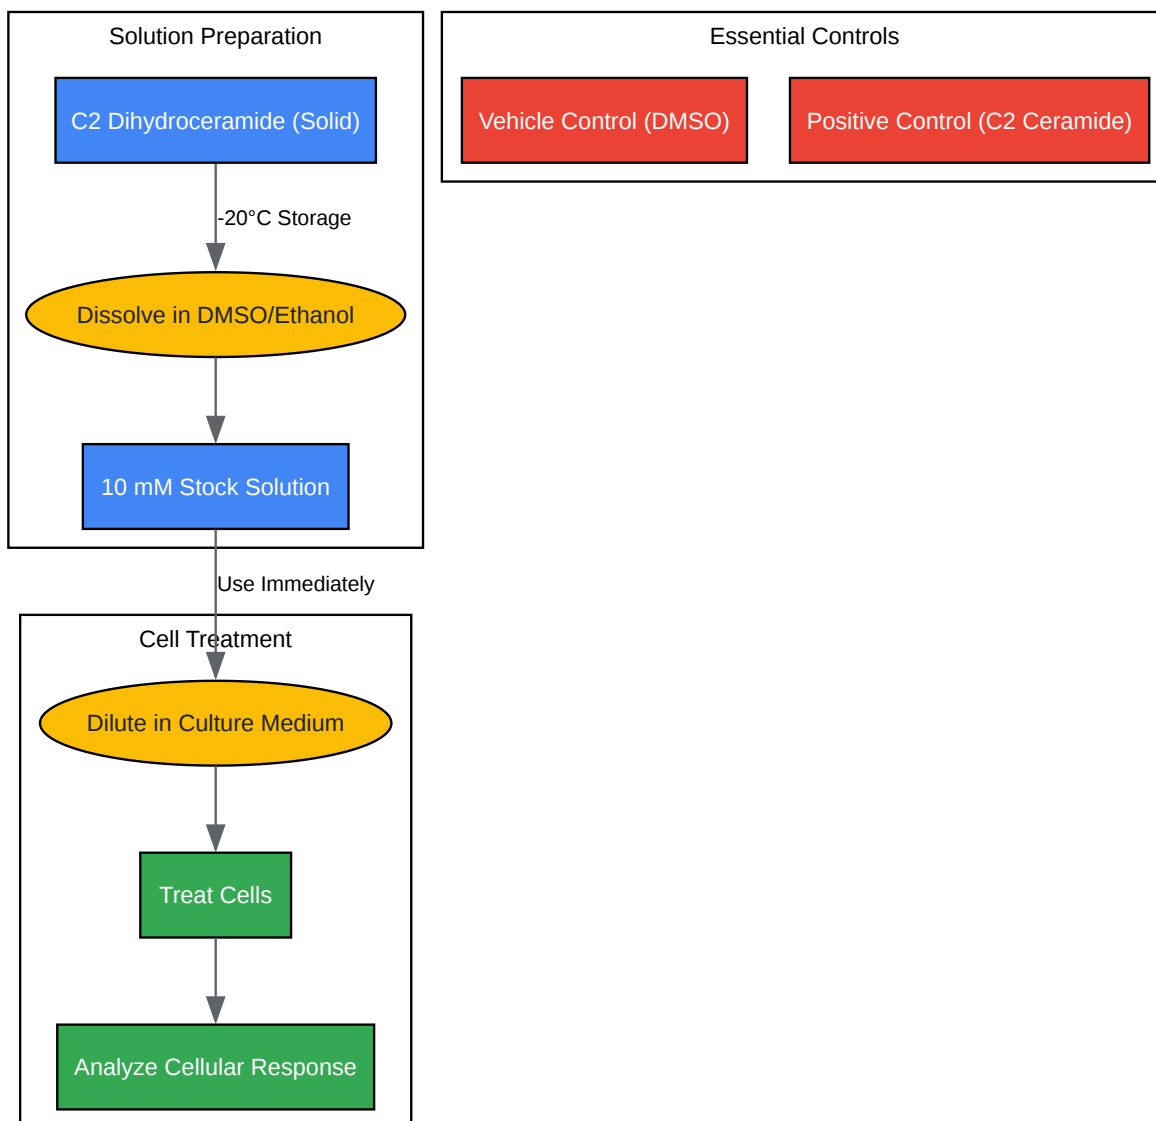 Solution Preparation
C2 Dihydroceramide (Solid)
-20°C Storage
Dissolve in DMSO/Ethanol
10 mM Stock Solution
Use Immediately
Cell Treatment
Dilute in Culture Medium
Treat Cells
Analyze Cellular Response
Essential Controls
Vehicle Control (DMSO)
Positive Control (C2 Ceramide)